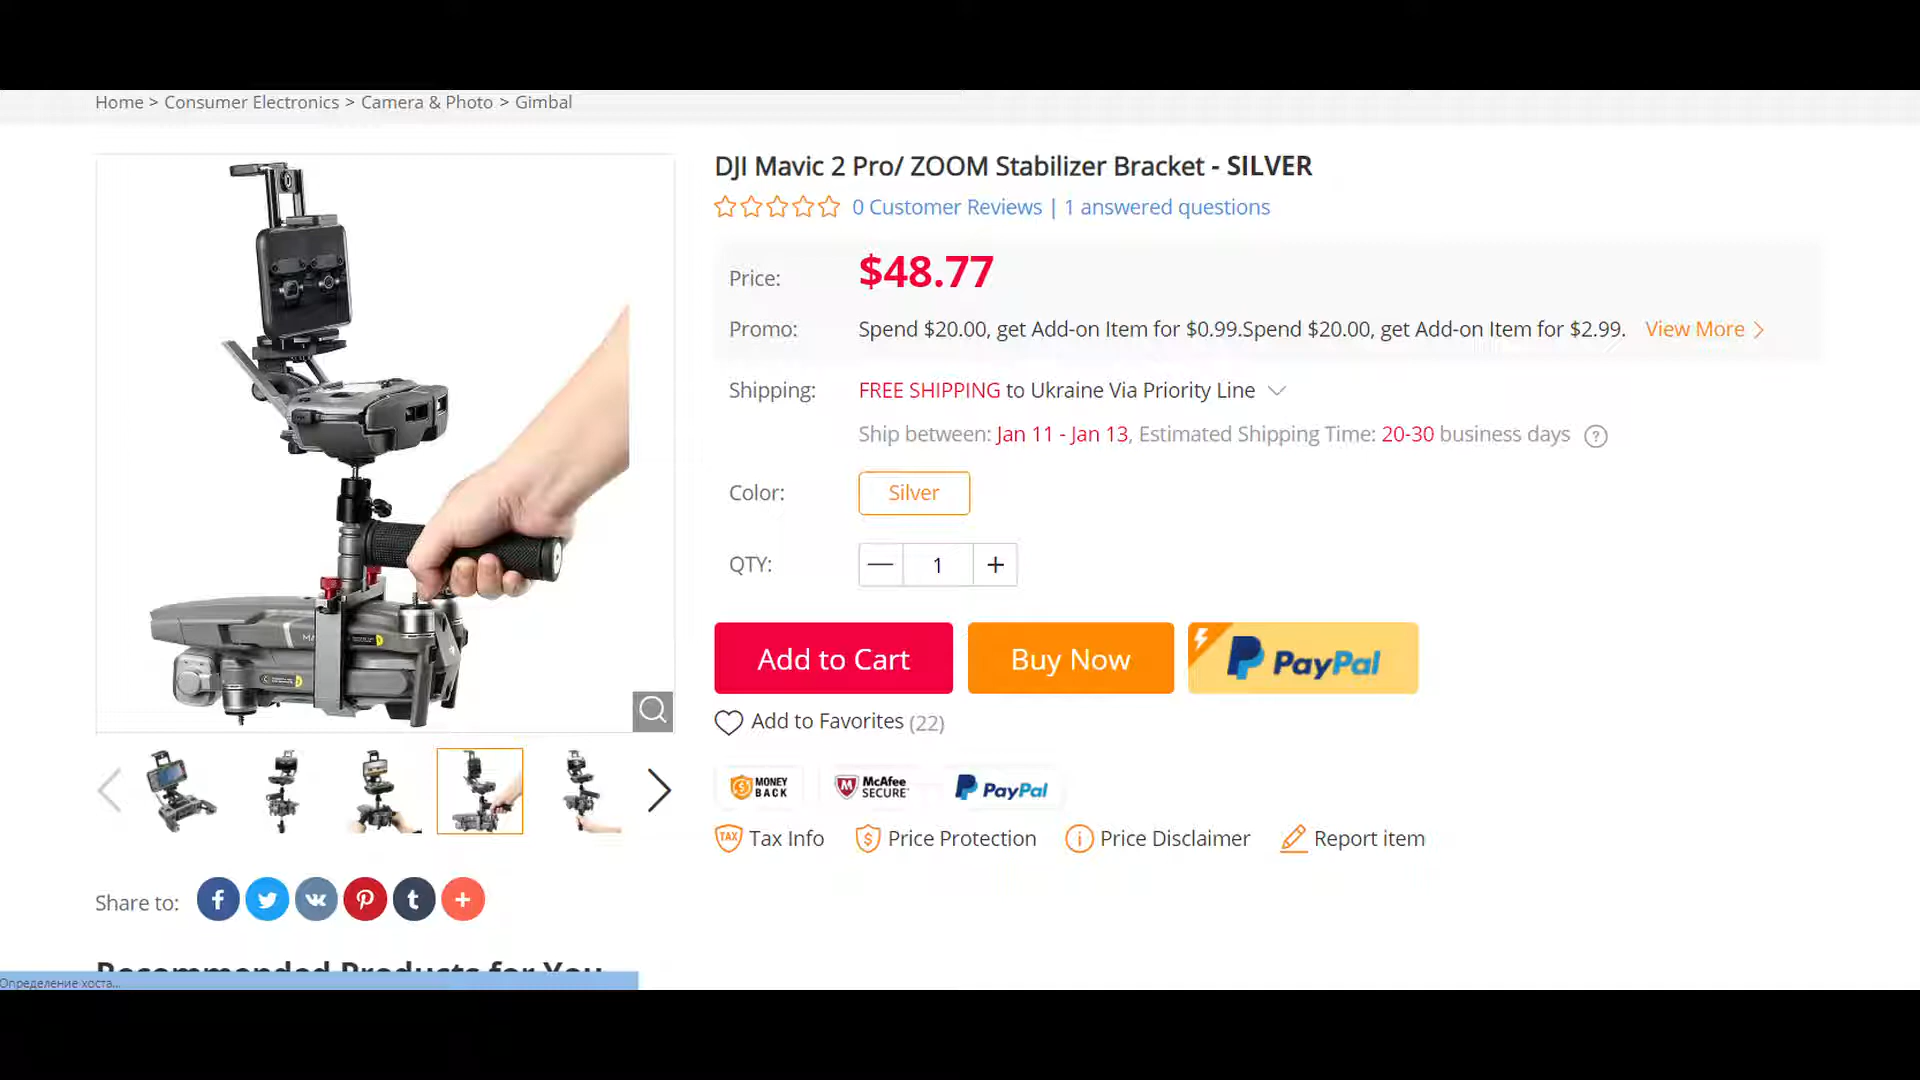 Home > Consumer Electronics > Camera & Photo > Gimbal
DJI Mavic 2 Pro/ ZOOM Stabilizer Bracket - SILVER
0 Customer Reviews | 1 answered questions
Price: $48.77
Promo: Spend $20.00, get Add-on Item for $0.99.Spend $20.00, get Add-on Item for $2.99. View More >
Shipping: FREE SHIPPING to Ukraine Via Priority Line
Ship between: Jan 11 - Jan 13, Estimated Shipping Time: 20-30 business days ?
Color: Silver
QTY: — 1 +
Add to Cart
Buy Now
PayPal
Add to Favorites (22)
MONEY BACK
McAfee SECURE
PayPal
TAX Tax Info
Price Protection
Price Disclaimer
Report item
Share to:
Recommended Products for You
Определение хоста...